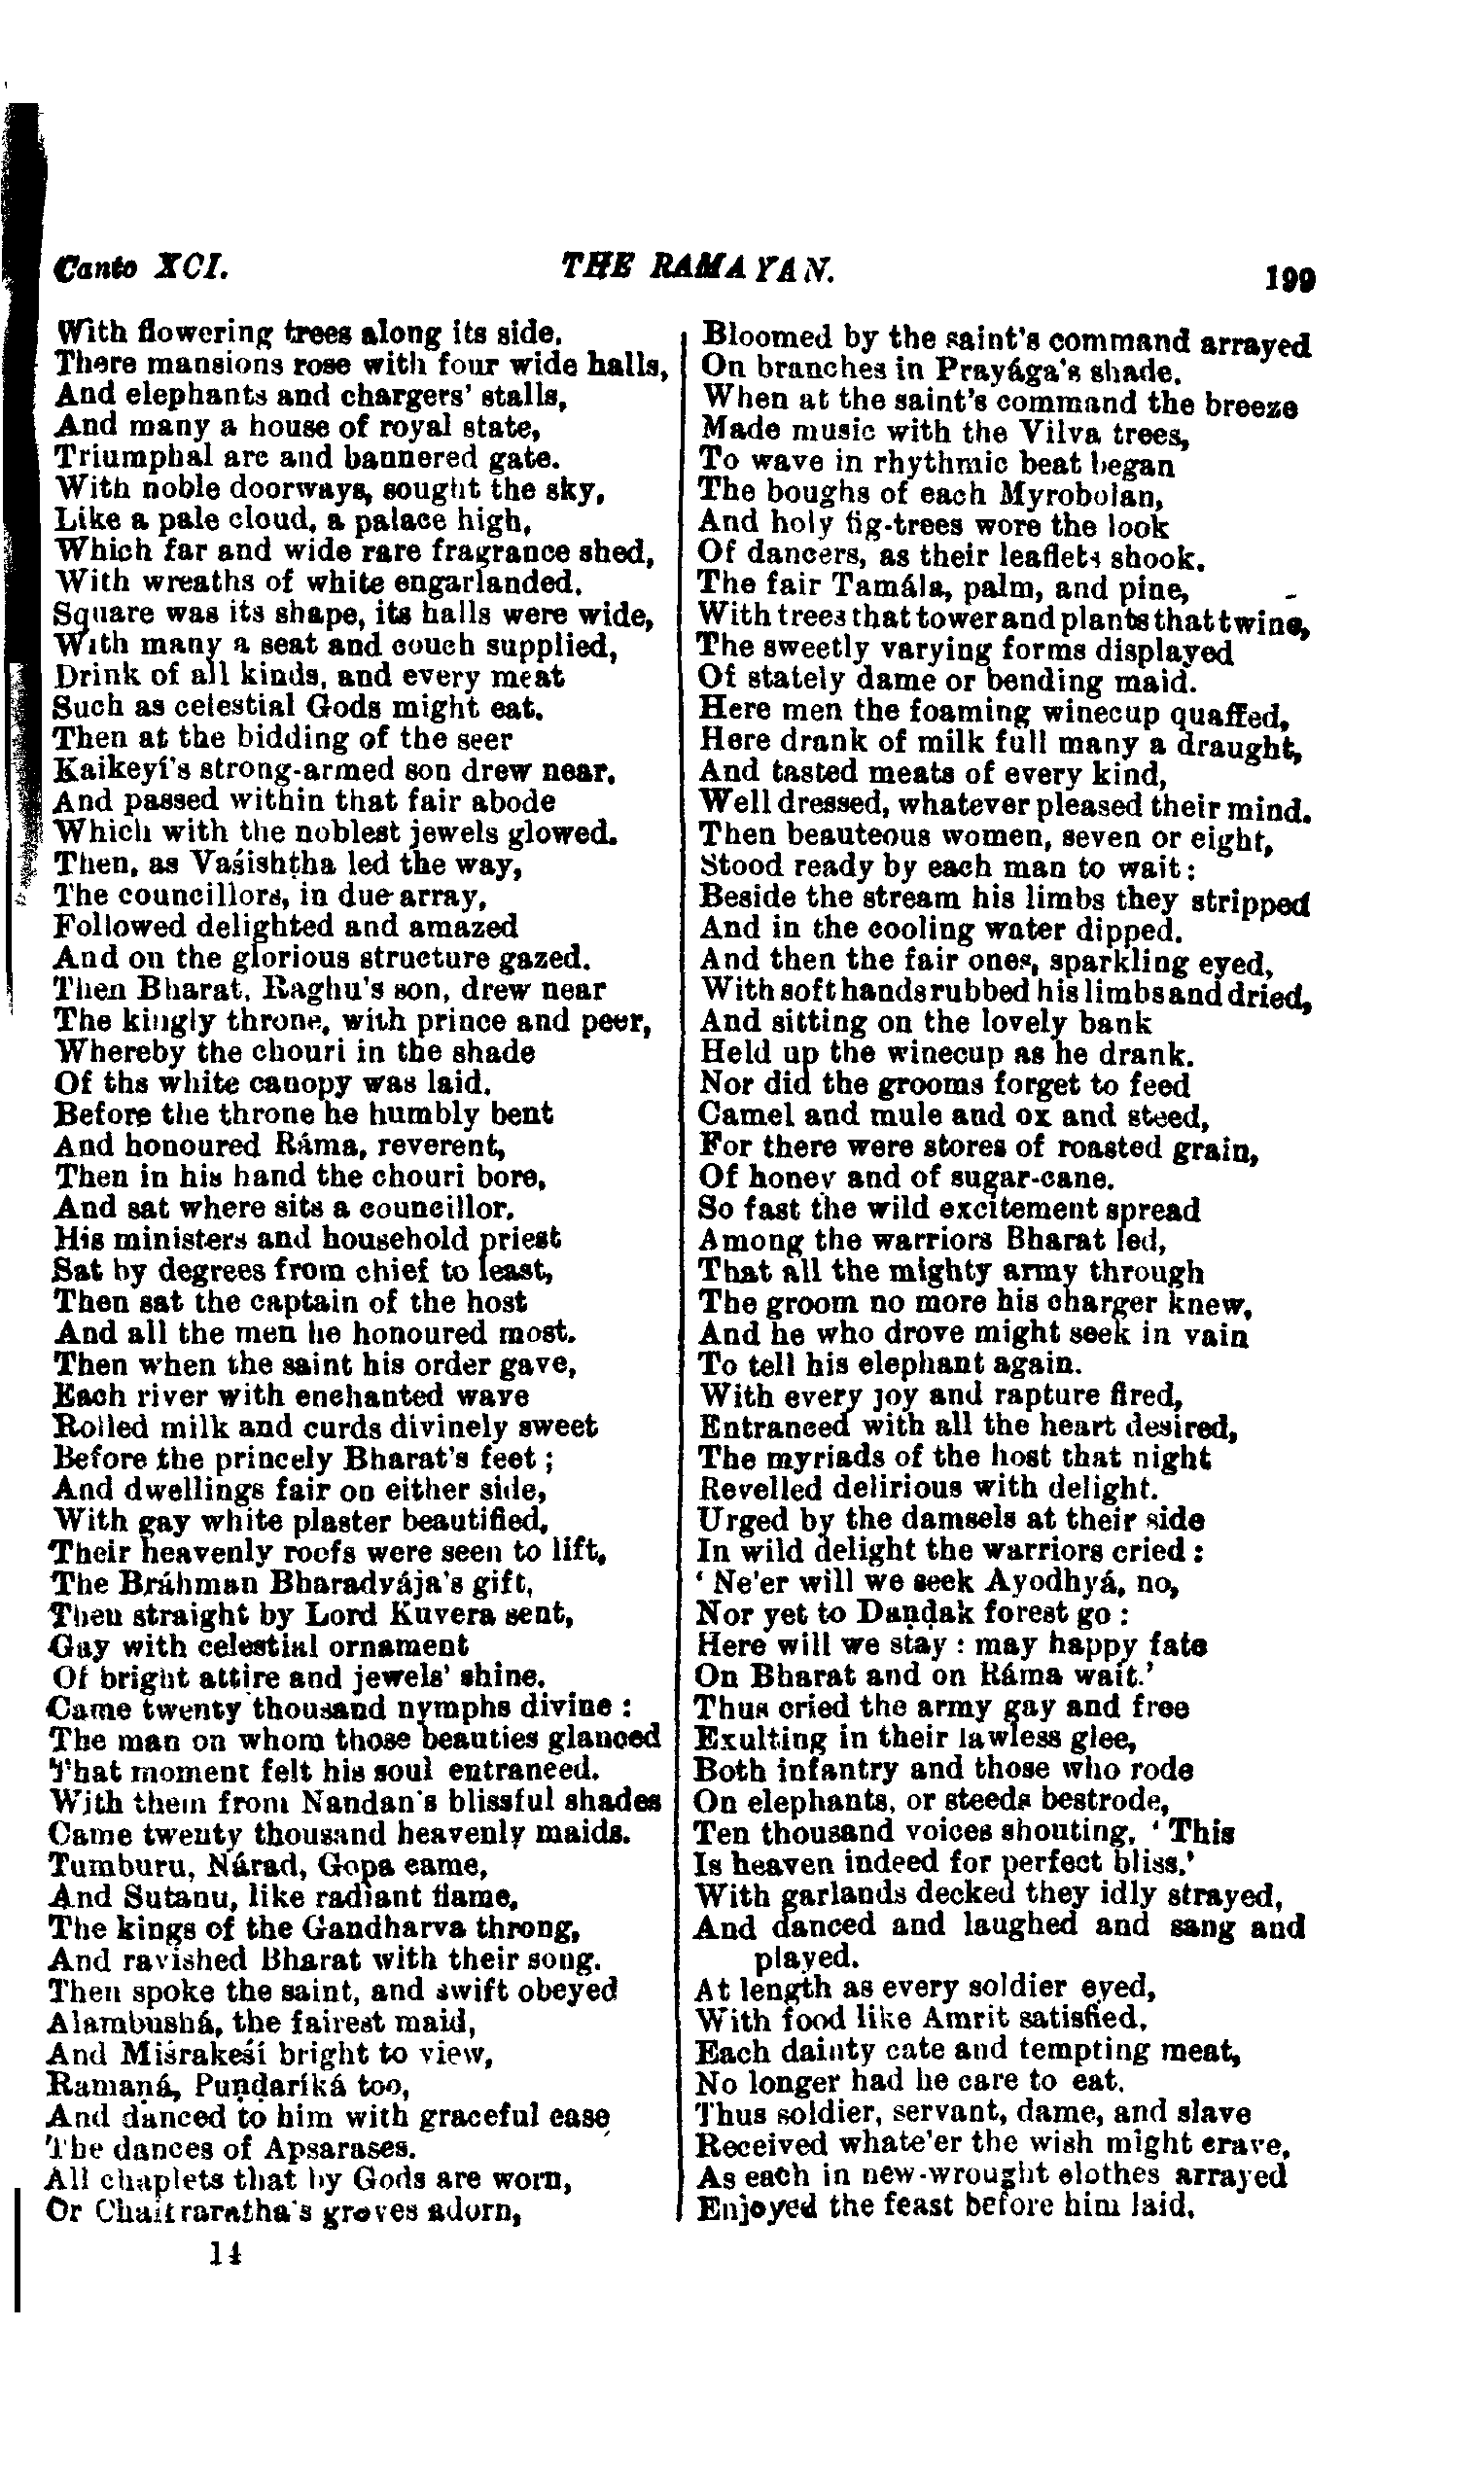 Canto XCI.
THE RAMAYAN.
199
With flowering trees along its side.
There mansions rose with four wide halls,
And elephants and chargers' stalls,
And many a house of royal state,
Triumphal arc and bannered gate.
With noble doorways, sought the sky,
Like a pale cloud, a palace high,
Which far and wide rare fragrance shed,
With wreaths of white engarlanded.
Square was its shape, its halls were wide,
With many a seat and couch supplied,
Drink of all kinds, and every meat
Such as celestial Gods might eat.
Then at the bidding of the seer
Kaikeyí's strong-armed son drew near,
And passed within that fair abode
Which with the noblest jewels glowed.
Then, as Vaśishṭha led the way,
The councillors, in due array,
Followed delighted and amazed
And on the glorious structure gazed.
Then Bharat, Raghu's son, drew near
The kingly throne, with prince and peer,
Whereby the chouri in the shade
Of ths white canopy was laid.
Before the throne he humbly bent
And honoured Ráma, reverent,
Then in his hand the chouri bore,
And sat where sits a councillor.
His ministers and household priest
Sat by degrees from chief to least,
Then sat the captain of the host
And all the men he honoured most.
Then when the saint his order gave,
Each river with enchanted wave
Rolled milk and curds divinely sweet
Before the princely Bharat's feet;
And dwellings fair on either side,
With gay white plaster beautified,
Their heavenly roofs were seen to lift,
The Bráhman Bharadvája's gift,
Then straight by Lord Kuvera sent,
Gay with celestial ornament
Of bright attire and jewels' shine,
Came twenty thousand nymphs divine:
The man on whom those beauties glanced
That moment felt his soul entranced.
With them from Nandan's blissful shades
Came twenty thousand heavenly maids.
Tumburu, Nárad, Gopa came,
And Sutanu, like radiant flame,
The kings of the Gandharva throng,
And ravished Bharat with their song.
Then spoke the saint, and swift obeyed
Alambushá, the fairest maid,
And Miśrakeśí bright to view,
Ramaṇá, Puṇḍaríká too,
And danced to him with graceful ease
The dances of Apsarases.
All chaplets that by Gods are worn,
Or Chaitraratha's groves adorn,
14
Bloomed by the saint's command arrayed
On branches in Prayága's shade.
When at the saint's command the breeze
Made music with the Vilva trees,
To wave in rhythmic beat began
The boughs of each Myrobolan,
And holy fig-trees wore the look
Of dancers, as their leaflets shook.
The fair Tamála, palm, and pine,
With trees that tower and plants that twine,
The sweetly varying forms displayed
Of stately dame or bending maid.
Here men the foaming winecup quaffed,
Here drank of milk full many a draught,
And tasted meats of every kind,
Well dressed, whatever pleased their mind.
Then beauteous women, seven or eight,
Stood ready by each man to wait:
Beside the stream his limbs they stripped
And in the cooling water dipped.
And then the fair ones, sparkling eyed,
With soft hands rubbed his limbs and dried,
And sitting on the lovely bank
Held up the winecup as he drank.
Nor did the grooms forget to feed
Camel and mule and ox and steed,
For there were stores of roasted grain,
Of honey and of sugar-cane.
So fast the wild excitement spread
Among the warriors Bharat led,
That all the mighty army through
The groom no more his charger knew,
And he who drove might seek in vain
To tell his elephant again.
With every joy and rapture fired,
Entranced with all the heart desired,
The myriads of the host that night
Revelled delirious with delight.
Urged by the damsels at their side
In wild delight the warriors cried:
'Ne'er will we seek Ayodhyá, no,
Nor yet to Daṇḍak forest go:
Here will we stay: may happy fate
On Bharat and on Ráma wait.'
Thus cried the army gay and free
Exulting in their lawless glee,
Both infantry and those who rode
On elephants, or steeds bestrode,
Ten thousand voices shouting, 'This
Is heaven indeed for perfect bliss.'
With garlands decked they idly strayed,
And danced and laughed and sang and
played.
At length as every soldier eyed,
With food like Amrit satisfied,
Each dainty cate and tempting meat,
No longer had he care to eat.
Thus soldier, servant, dame, and slave
Received whate'er the wish might crave,
As each in new-wrought clothes arrayed
Enjoyed the feast before him laid.